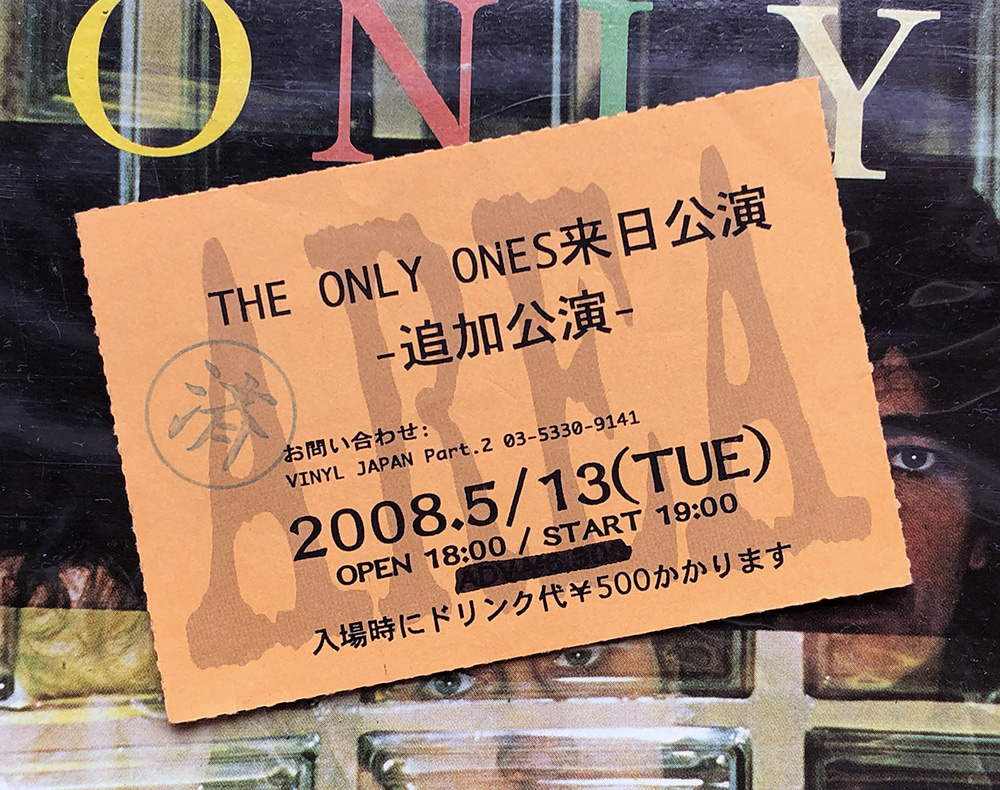 ONLY
AREA
THE ONLY ONES来日公演
-追加公演-
済
お問い合わせ:
VINYL JAPAN Part.2 03-5330-9141
2008.5/13(TUE)
OPEN 18:00 / START 19:00
入場時にドリンク代¥500かかります